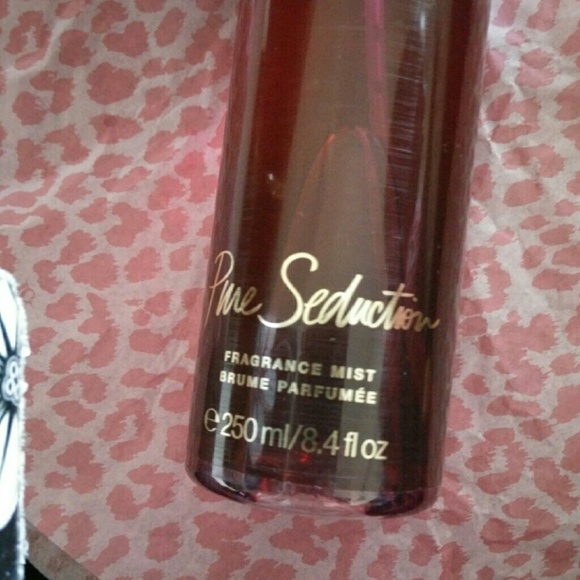 Pure Seduction
FRAGRANCE MIST
BRUME PARFUMÉE
℮ 250 ml/8.4 fl oz